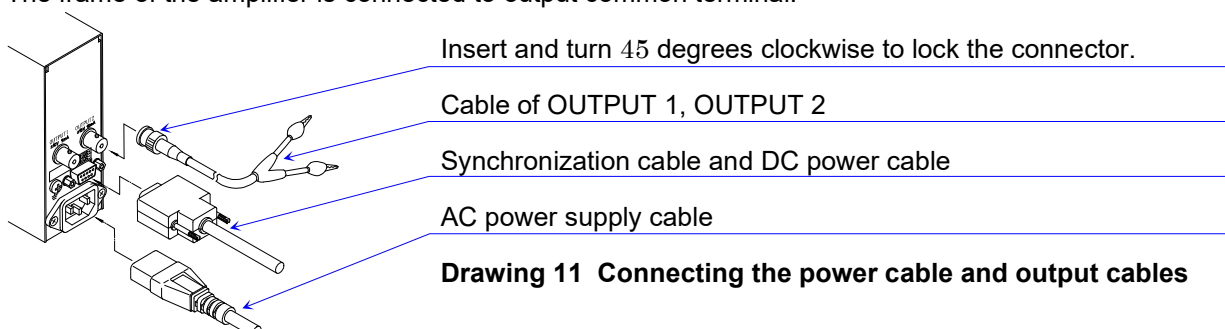 The frame of the amplifier is connected to output common terminal.
Insert and turn 45 degrees clockwise to lock the connector.
Cable of OUTPUT 1, OUTPUT 2
Synchronization cable and DC power cable
AC power supply cable
Drawing 11 Connecting the power cable and output cables
OUTPUT1
OUTPUT2